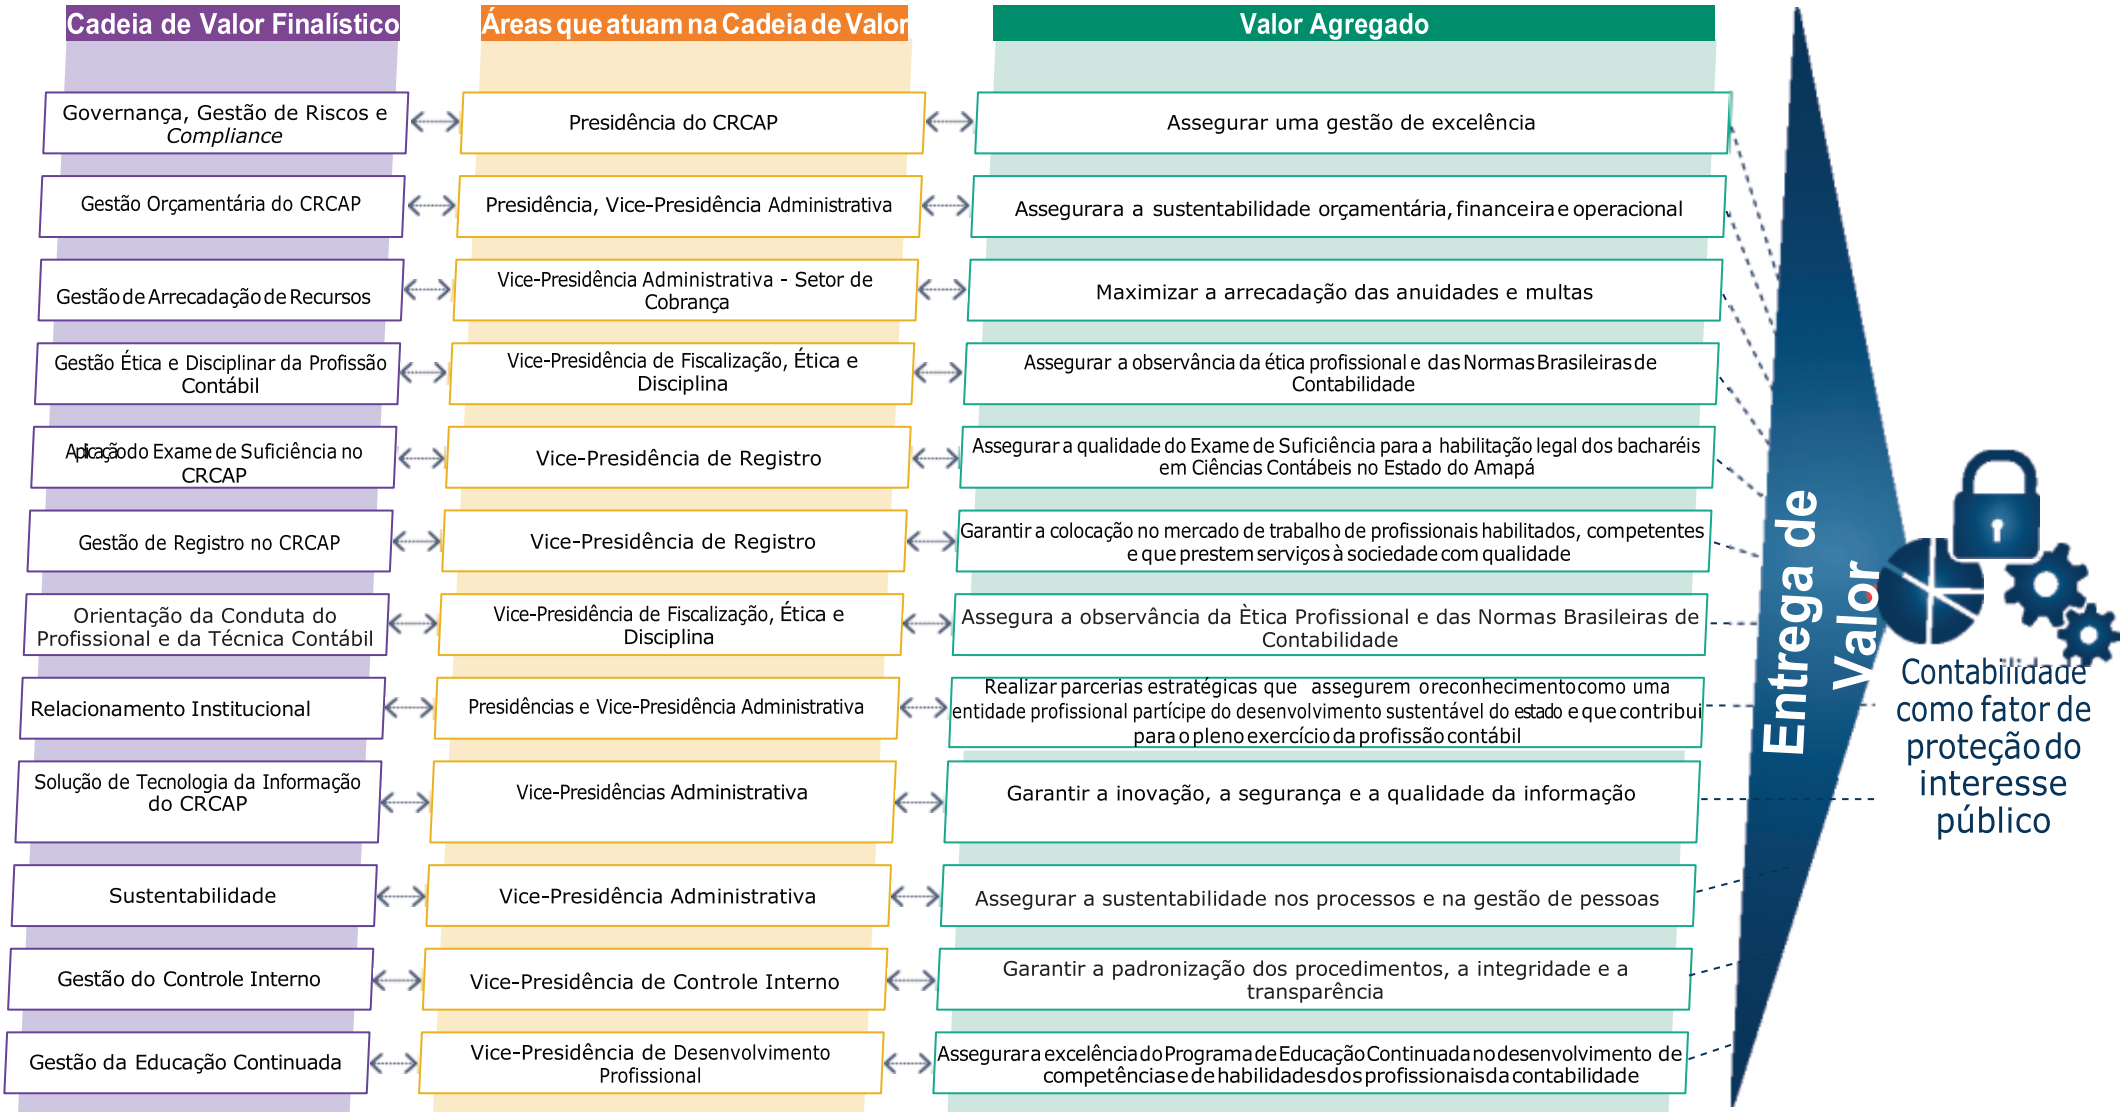 Cadeia de Valor Finalístico
Áreas que atuam na Cadeia de Valor
Valor Agregado
Governança, Gestão de Riscos e
Compliance
Presidência do CRCAP
Assegurar uma gestão de excelência
Gestão Orçamentária do CRCAP
Presidência, Vice-Presidência Administrativa
Assegurara a sustentabilidade orçamentária, financeira e operacional
Gestão de Arrecadação de Recursos
Vice-Presidência Administrativa - Setor de
Cobrança
Maximizar a arrecadação das anuidades e multas
Gestão Ética e Disciplinar da Profissão
Contábil
Vice-Presidência de Fiscalização, Ética e
Disciplina
Assegurar a observância da ética profissional e das Normas Brasileiras de
Contabilidade
Aplicação do Exame de Suficiência no
CRCAP
Vice-Presidência de Registro
Assegurar a qualidade do Exame de Suficiência para a habilitação legal dos bacharéis
em Ciências Contábeis no Estado do Amapá
Gestão de Registro no CRCAP
Vice-Presidência de Registro
Garantir a colocação no mercado de trabalho de profissionais habilitados, competentes
e que prestem serviços à sociedade com qualidade
Orientação da Conduta do
Profissional e da Técnica Contábil
Vice-Presidência de Fiscalização, Ética e
Disciplina
Assegura a observância da Ètica Profissional e das Normas Brasileiras de
Contabilidade
Relacionamento Institucional
Presidências e Vice-Presidência Administrativa
Realizar parcerias estratégicas que assegurem o reconhecimento como uma
entidade profissional partícipe do desenvolvimento sustentável do estado e que contribui
para o pleno exercício da profissão contábil
Solução de Tecnologia da Informação
do CRCAP
Vice-Presidências Administrativa
Garantir a inovação, a segurança e a qualidade da informação
Sustentabilidade
Vice-Presidência Administrativa
Assegurar a sustentabilidade nos processos e na gestão de pessoas
Gestão do Controle Interno
Vice-Presidência de Controle Interno
Garantir a padronização dos procedimentos, a integridade e a
transparência
Gestão da Educação Continuada
Vice-Presidência de Desenvolvimento
Profissional
Assegurar a excelência do Programa de Educação Continuada no desenvolvimento de
competências e de habilidades dos profissionais da contabilidade
Entrega de
Valor
Contabilidade
como fator de
proteção do
interesse
público